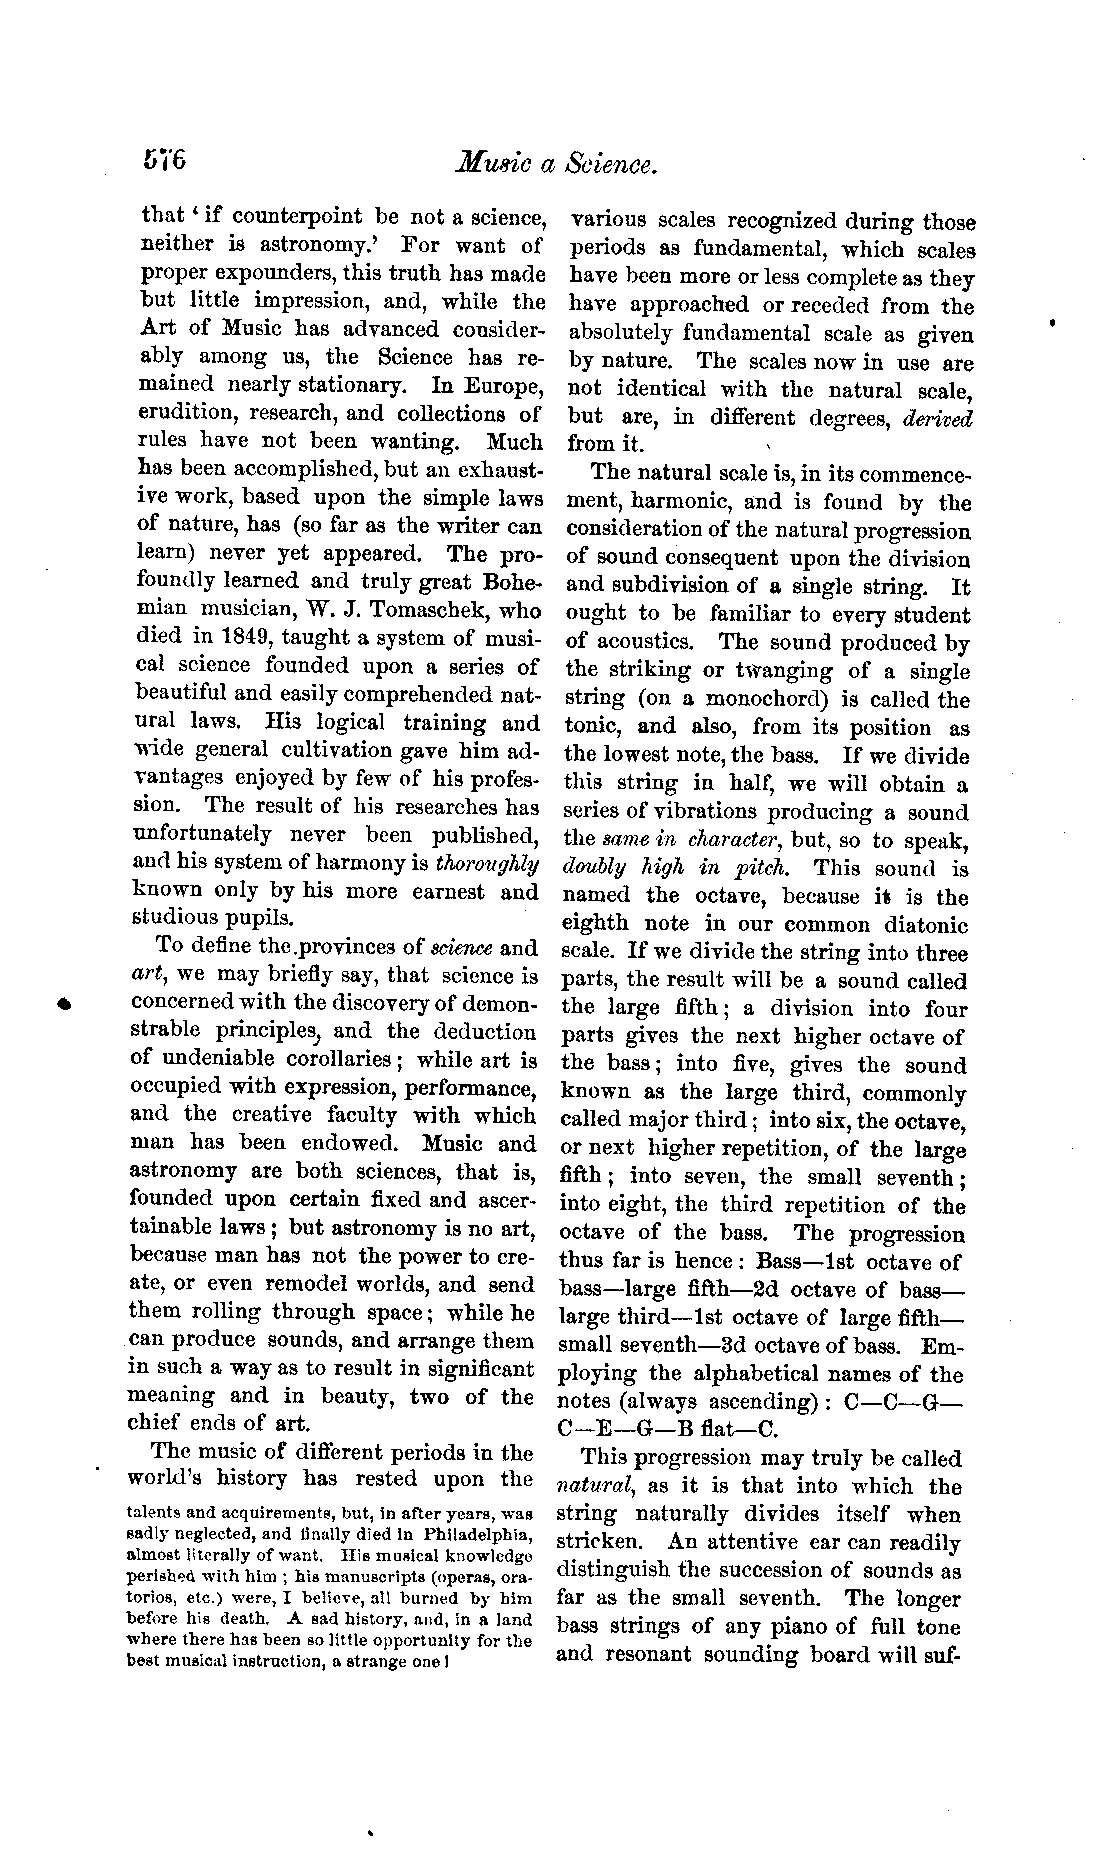 576 Music a Science.
that ‘ if counterpoint be not a science,
neither is astronomy.’ For want of
proper expounders, this truth has made
but little impression, and, while the
Art of Music has advanced consider-
ably among us, the Science has re-
mained nearly stationary. In Europe,
erudition, research, and collections of
rules have not been wanting. Much
has been accomplished, but an exhaust-
ive work, based upon the simple laws
of nature, has (so far as the writer can
learn) never yet appeared. The pro-
foundly learned and truly great Bohe-
mian musician, W. J. Tomaschek, who
died in 1849, taught a system of musi-
cal science founded upon a series of
beautiful and easily comprehended nat-
ural laws. His logical training and
wide general cultivation gave him ad-
vantages enjoyed by few of his profes-
sion. The result of his researches has
unfortunately never been published,
and his system of harmony is thoroughly
known only by his more earnest and
studious pupils.
To define the provinces of science and
art, we may briefly say, that science is
concerned with the discovery of demon-
strable principles, and the deduction
of undeniable corollaries ; while art is
occupied with expression, performance,
and the creative faculty with which
man has been endowed. Music and
astronomy are both sciences, that is,
founded upon certain fixed and ascer-
tainable laws ; but astronomy is no art,
because man has not the power to cre-
ate, or even remodel worlds, and send
them rolling through space ; while he
can produce sounds, and arrange them
in such a way as to result in significant
meaning and in beauty, two of the
chief ends of art.
The music of different periods in the
world's history has rested upon the
talents and acquirements, but, in after years, was
sadly neglected, and finally died in Philadelphia,
almost literally of want. His musical knowledge
perished with him ; his manuscripts (operas, ora-
torios, etc.) were, I believe, all burned by him
before his death. A sad history, and, in a land
where there has been so little opportunity for the
best musical instruction, a strange one !
various scales recognized during those
periods as fundamental, which scales
have been more or less complete as they
have approached or receded from the
absolutely fundamental scale as given
by nature. The scales now in use are
not identical with the natural scale,
but are, in different degrees, derived
from it.
The natural scale is, in its commence-
ment, harmonic, and is found by the
consideration of the natural progression
of sound consequent upon the division
and subdivision of a single string. It
ought to be familiar to every student
of acoustics. The sound produced by
the striking or twanging of a single
string (on a monochord) is called the
tonic, and also, from its position as
the lowest note, the bass. If we divide
this string in half, we will obtain a
series of vibrations producing a sound
the same in character, but, so to speak,
doubly high in pitch. This sound is
named the octave, because it is the
eighth note in our common diatonic
scale. If we divide the string into three
parts, the result will be a sound called
the large fifth ; a division into four
parts gives the next higher octave of
the bass ; into five, gives the sound
known as the large third, commonly
called major third ; into six, the octave,
or next higher repetition, of the large
fifth ; into seven, the small seventh ;
into eight, the third repetition of the
octave of the bass. The progression
thus far is hence : Bass—1st octave of
bass—large fifth—2d octave of bass—
large third—1st octave of large fifth—
small seventh—3d octave of bass. Em-
ploying the alphabetical names of the
notes (always ascending) : C—C—G—
C—E—G—B flat—C.
This progression may truly be called
natural, as it is that into which the
string naturally divides itself when
stricken. An attentive ear can readily
distinguish the succession of sounds as
far as the small seventh. The longer
bass strings of any piano of full tone
and resonant sounding board will suf-